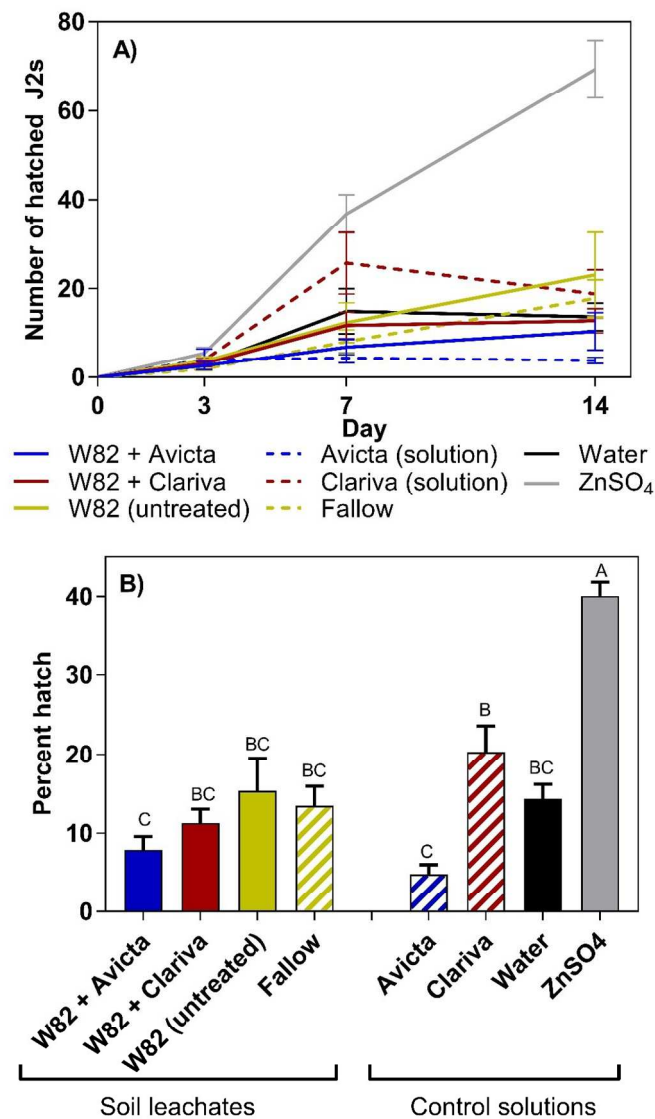 A)
Number of hatched J2s
80
60
40
20
0
0 3 7 14
Day
W82 + Avicta Avicta (solution) Water
W82 + Clariva Clariva (solution) ZnSO₄
W82 (untreated) Fallow
B)
Percent hatch
40
30
20
10
0
C BC BC BC C B BC A
W82 + Avicta
W82 + Clariva
W82 (untreated)
Fallow
Avicta
Clariva
Water
ZnSO4
Soil leachates Control solutions